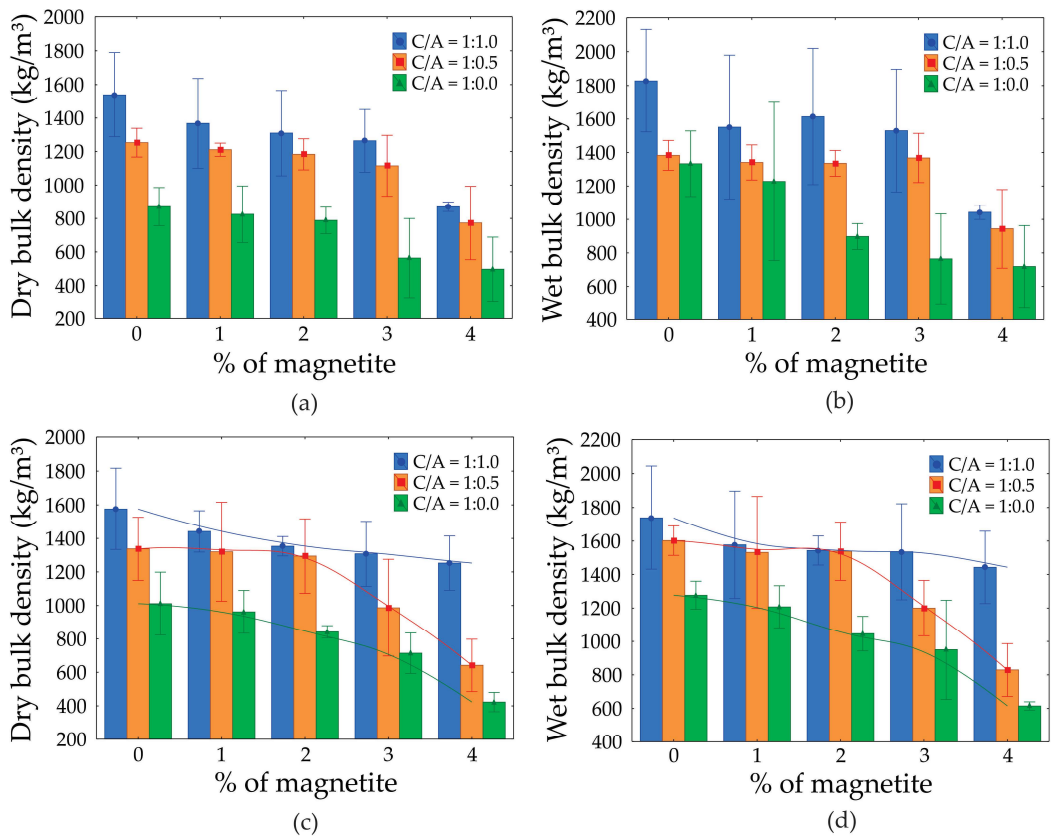 Dry bulk density (kg/m³)
2000
1800
1600
1400
1200
1000
800
600
400
200
C/A = 1:1.0
C/A = 1:0.5
C/A = 1:0.0
0 1 2 3 4
% of magnetite
(a)
Wet bulk density (kg/m³)
2200
2000
1800
1600
1400
1200
1000
800
600
400
C/A = 1:1.0
C/A = 1:0.5
C/A = 1:0.0
0 1 2 3 4
% of magnetite
(b)
Dry bulk density (kg/m³)
2000
1800
1600
1400
1200
1000
800
600
400
200
C/A = 1:1.0
C/A = 1:0.5
C/A = 1:0.0
0 1 2 3 4
% of magnetite
(c)
Wet bulk density (kg/m³)
2200
2000
1800
1600
1400
1200
1000
800
600
400
C/A = 1:1.0
C/A = 1:0.5
C/A = 1:0.0
0 1 2 3 4
% of magnetite
(d)